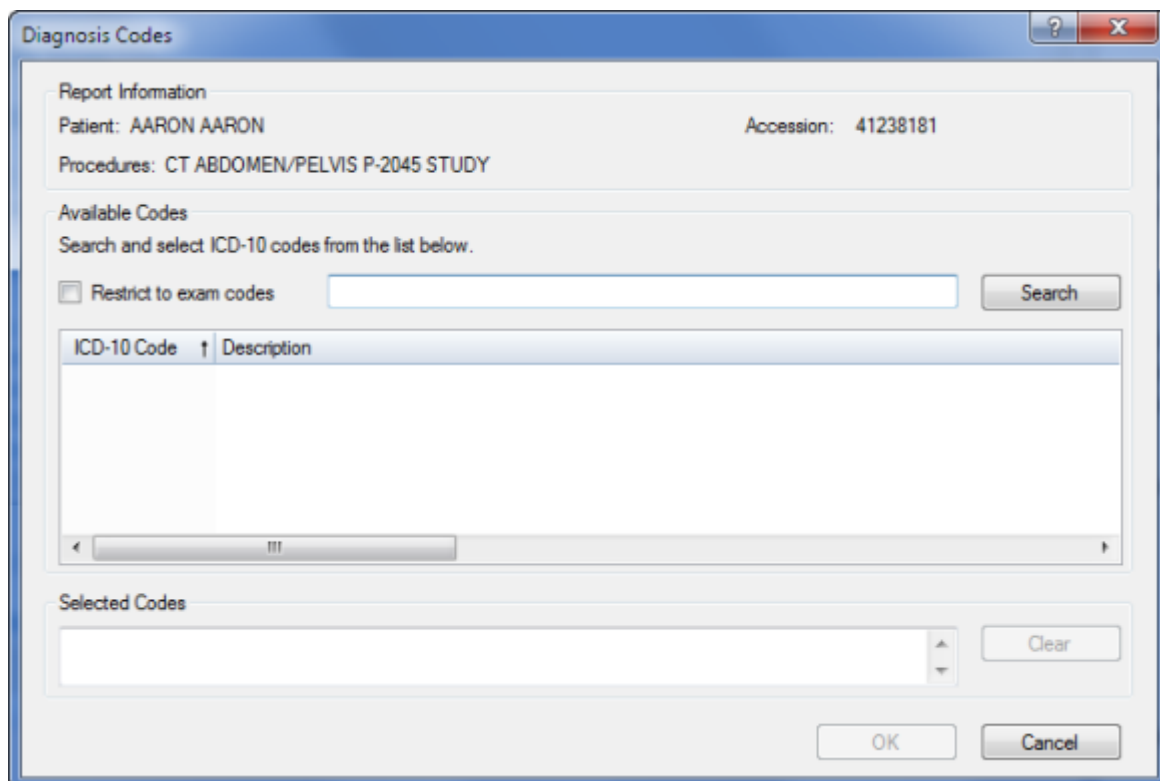 Diagnosis Codes
?
Report Information
Patient: AARON AARON Accession: 41238181
Procedures: CT ABDOMEN/PELVIS P-2045 STUDY
Available Codes
Search and select ICD-10 codes from the list below.
Restrict to exam codes Search
ICD-10 Code Description
Selected Codes
Clear
OK Cancel